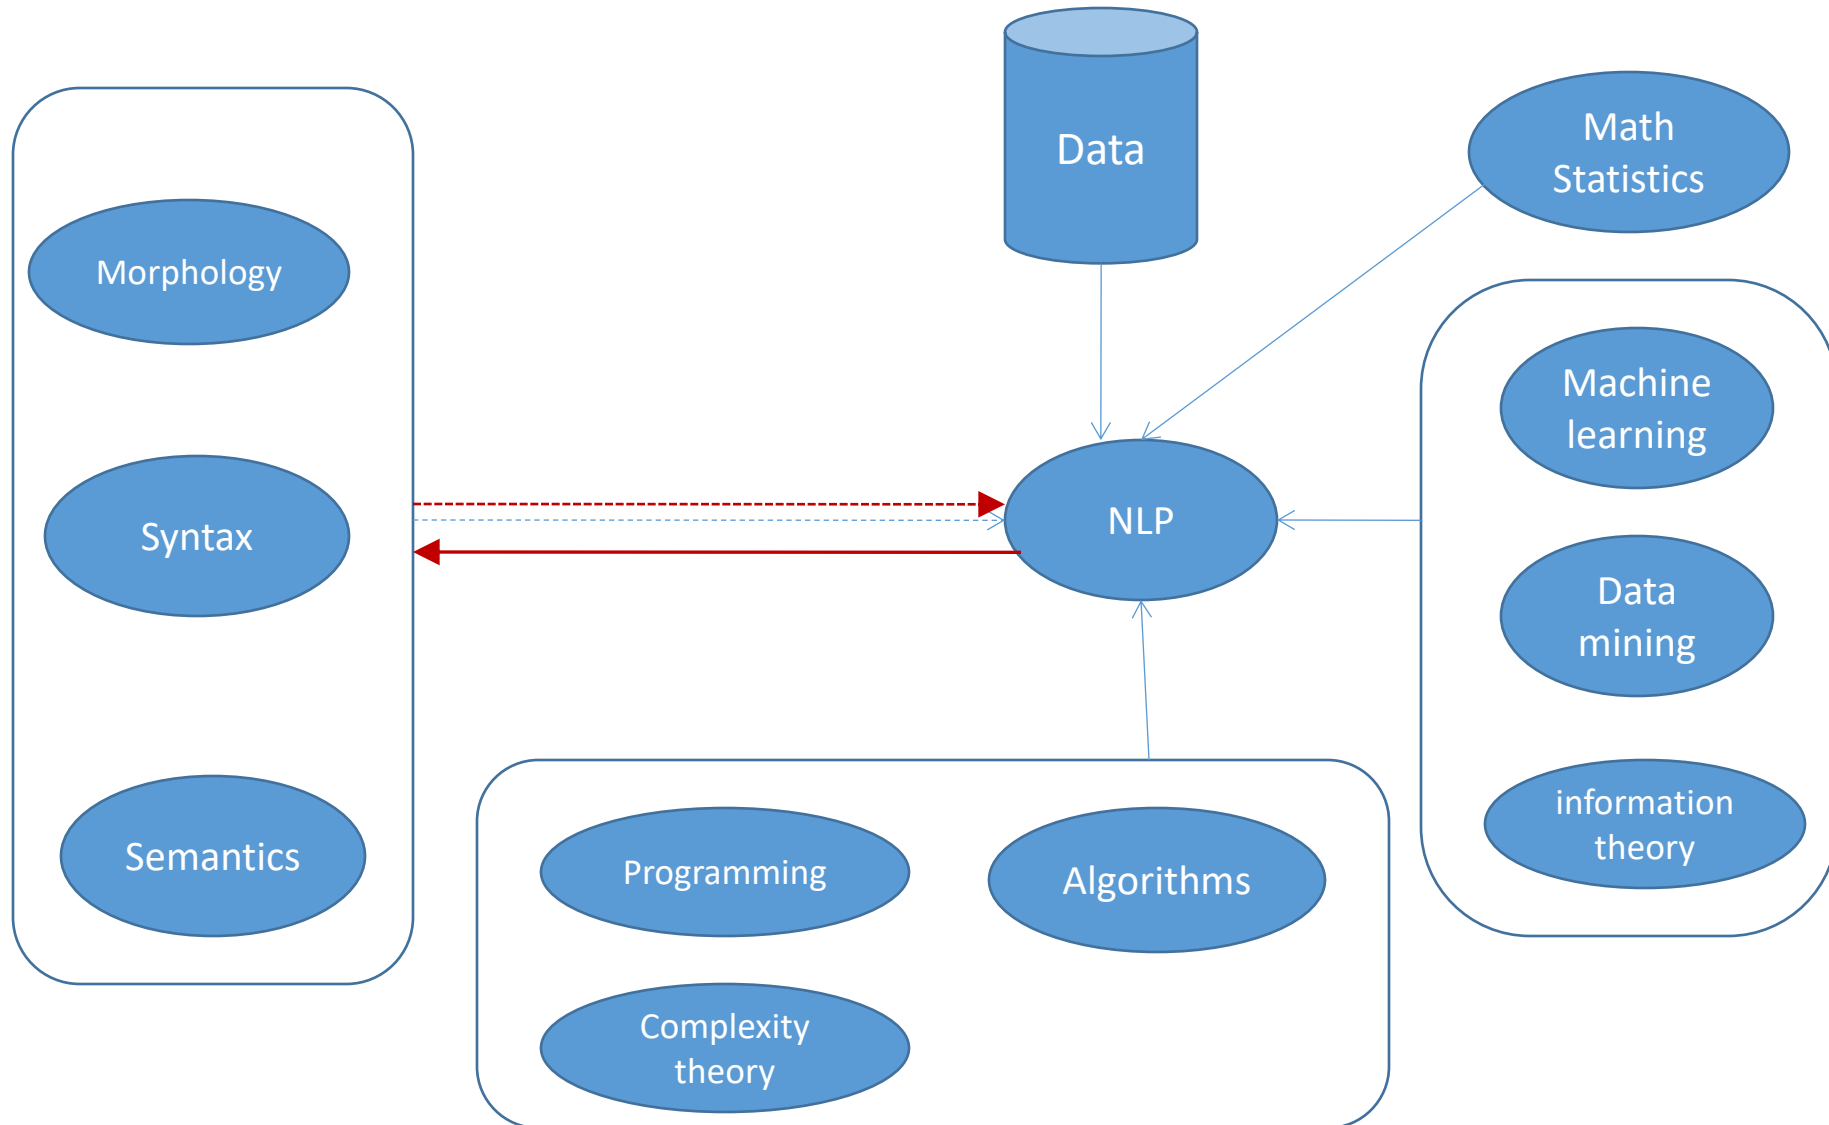 Data
Math
Statistics
Morphology
Machine
learning
Syntax
NLP
Data
mining
Semantics
information
theory
Programming
Algorithms
Complexity
theory